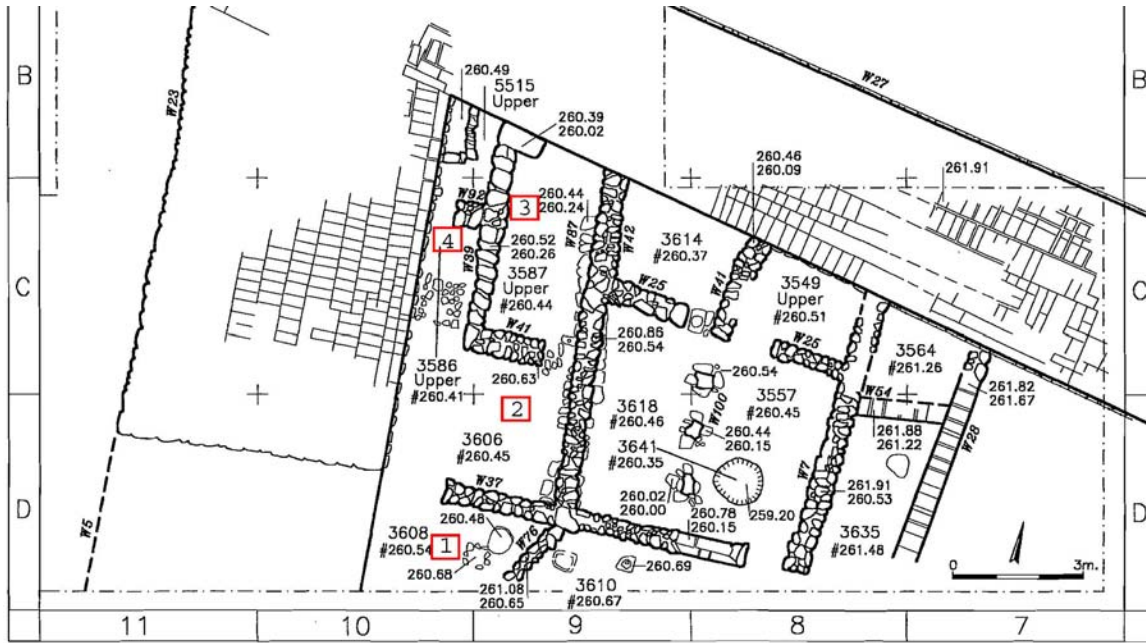 B
B
W23
W27
260.49
5515
Upper
260.39
260.02
260.46
260.09
261.91
W92
3
260.44
260.24
4
W39
W87
W42
260.52
260.26
3614
#260.37
C
3587
Upper
#260.44
W25
W41
3549
Upper
#260.51
C
W41
260.86
260.54
W25
3564
#261.26
3586
Upper
#260.41
260.63
260.54
261.82
261.67
2
3618
#260.46
W100
3557
#260.45
W54
3606
#260.45
260.44
260.15
261.88
261.22
W28
3641
#260.35
W7
W37
D
260.02
260.00
261.91
260.53
D
260.48
260.78
260.15
259.20
W5
3608
#260.54
1
W76
3635
#261.48
260.68
260.69
261.08
260.65
3610
#260.67
0
3m.
11
10
9
8
7